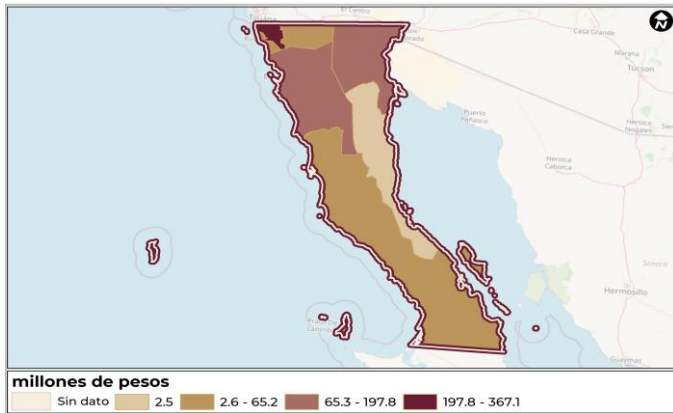 El Centro
Casa Grande
Marana
Tucson
Puerto
Peñasco
Heroica
Nogales
Heroica
Caborca
Sonora
Hermosillo
Guaymas
N
millones de pesos
Sin dato 2.5 2.6 - 65.2 65.3 - 197.8 197.8 - 367.1